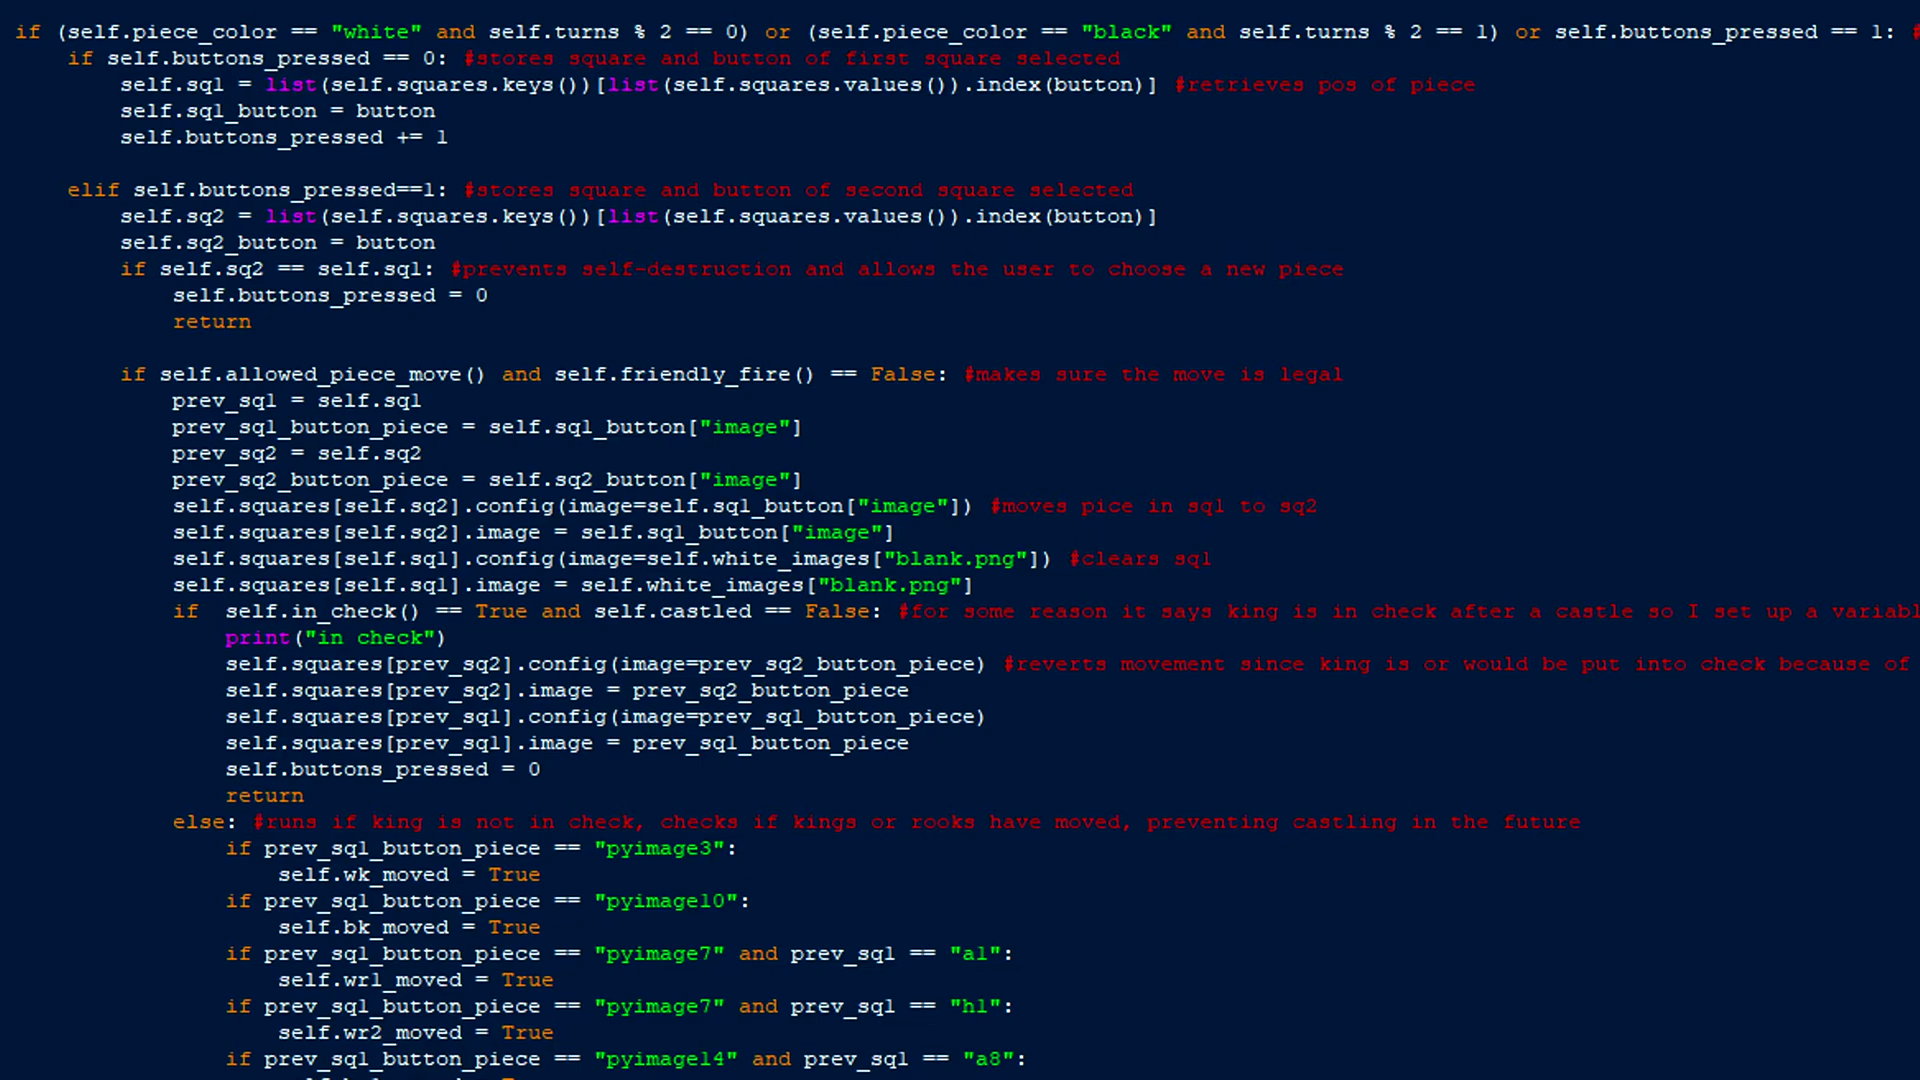 if (self.piece_color == "white" and self.turns % 2 == 0) or (self.piece_color == "black" and self.turns % 2 == 1) or self.buttons_pressed == 1: #
if self.buttons_pressed == 0: #stores square and button of first square selected
self.sq1 = list(self.squares.keys())[list(self.squares.values()).index(button)] #retrieves pos of piece
self.sq1_button = button
self.buttons_pressed += 1
elif self.buttons_pressed==1: #stores square and button of second square selected
self.sq2 = list(self.squares.keys())[list(self.squares.values()).index(button)]
self.sq2_button = button
if self.sq2 == self.sq1: #prevents self-destruction and allows the user to choose a new piece
self.buttons_pressed = 0
return
if self.allowed_piece_move() and self.friendly_fire() == False: #makes sure the move is legal
prev_sq1 = self.sq1
prev_sq1_button_piece = self.sq1_button["image"]
prev_sq2 = self.sq2
prev_sq2_button_piece = self.sq2_button["image"]
self.squares[self.sq2].config(image=self.sq1_button["image"]) #moves pice in sq1 to sq2
self.squares[self.sq2].image = self.sq1_button["image"]
self.squares[self.sq1].config(image=self.white_images["blank.png"]) #clears sq1
self.squares[self.sq1].image = self.white_images["blank.png"]
if  self.in_check() == True and self.castled == False: #for some reason it says king is in check after a castle so I set up a variabl
print("in check")
self.squares[prev_sq2].config(image=prev_sq2_button_piece) #reverts movement since king is or would be put into check because of
self.squares[prev_sq2].image = prev_sq2_button_piece
self.squares[prev_sq1].config(image=prev_sq1_button_piece)
self.squares[prev_sq1].image = prev_sq1_button_piece
self.buttons_pressed = 0
return
else: #runs if king is not in check, checks if kings or rooks have moved, preventing castling in the future
if prev_sq1_button_piece == "pyimage3":
self.wk_moved = True
if prev_sq1_button_piece == "pyimage10":
self.bk_moved = True
if prev_sq1_button_piece == "pyimage7" and prev_sq1 == "a1":
self.wr1_moved = True
if prev_sq1_button_piece == "pyimage7" and prev_sq1 == "h1":
self.wr2_moved = True
if prev_sq1_button_piece == "pyimage14" and prev_sq1 == "a8":